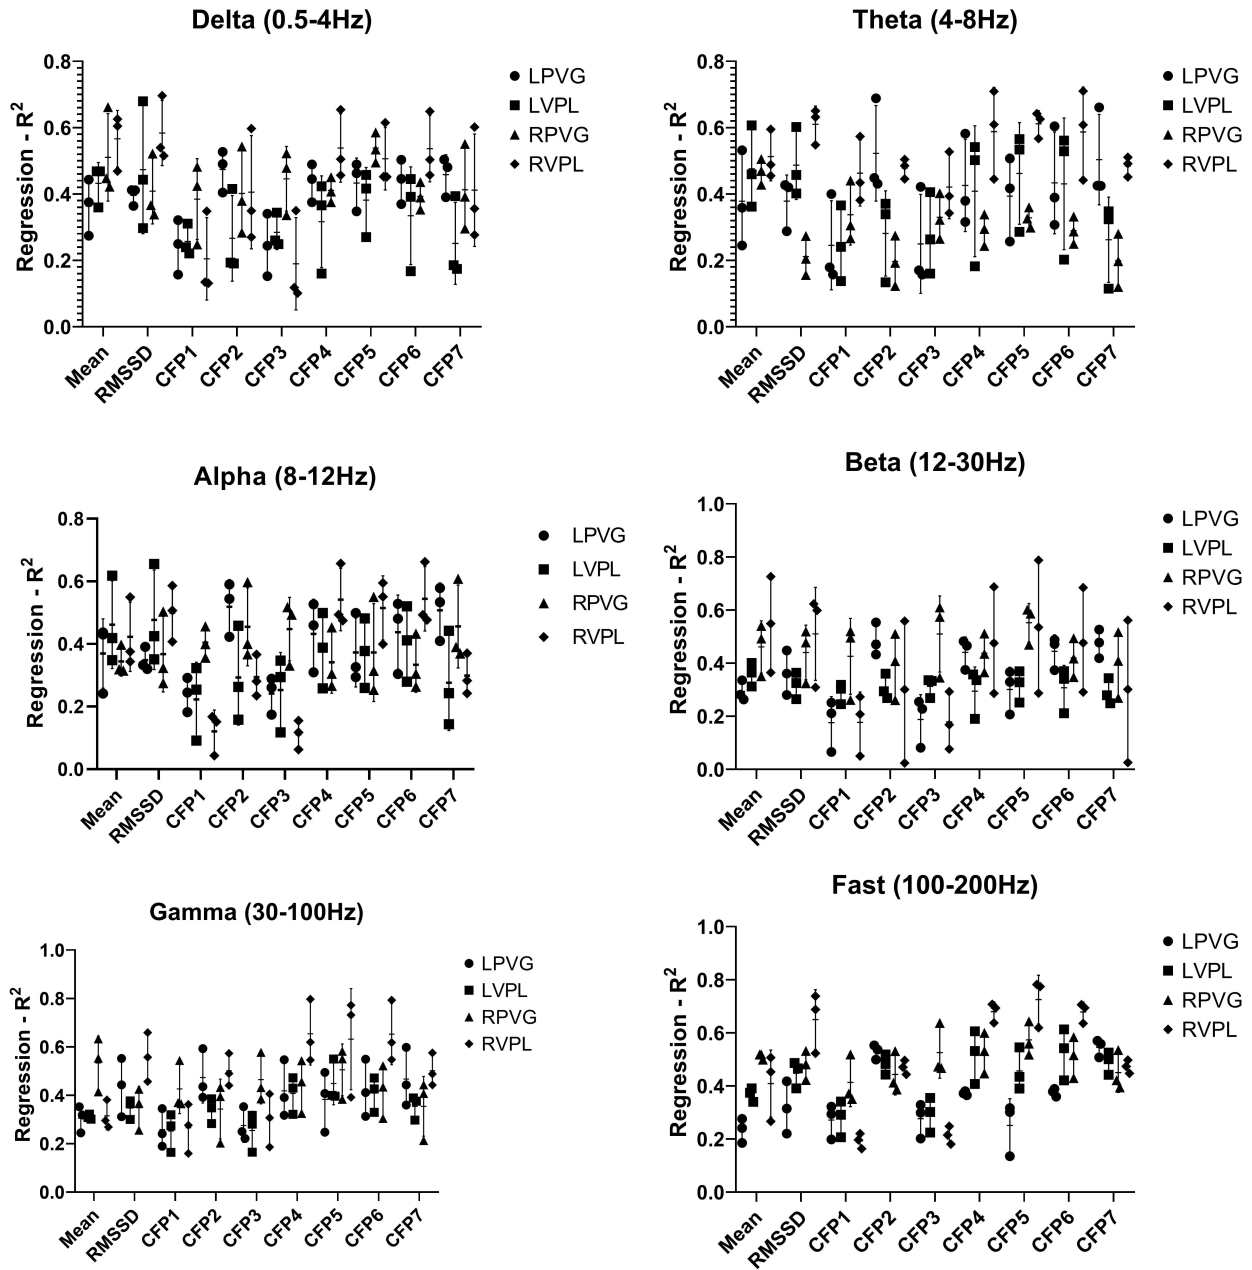 Delta (0.5-4Hz)
Regression - R2
0.8
0.6
0.4
0.2
0.0
Mean
RMSSD
CFP1
CFP2
CFP3
CFP4
CFP5
CFP6
CFP7
LPVG
LVPL
RPVG
RVPL
Theta (4-8Hz)
Regression - R2
0.8
0.6
0.4
0.2
0.0
Mean
RMSSD
CFP1
CFP2
CFP3
CFP4
CFP5
CFP6
CFP7
LPVG
LVPL
RPVG
RVPL
Alpha (8-12Hz)
Regression - R2
0.8
0.6
0.4
0.2
0.0
Mean
RMSSD
CFP1
CFP2
CFP3
CFP4
CFP5
CFP6
CFP7
LPVG
LVPL
RPVG
RVPL
Beta (12-30Hz)
Regression - R2
1.0
0.8
0.6
0.4
0.2
0.0
Mean
RMSSD
CFP1
CFP2
CFP3
CFP4
CFP5
CFP6
CFP7
LPVG
LVPL
RPVG
RVPL
Gamma (30-100Hz)
Regression - R2
1.0
0.8
0.6
0.4
0.2
0.0
Mean
RMSSD
CFP1
CFP2
CFP3
CFP4
CFP5
CFP6
CFP7
LPVG
LVPL
RPVG
RVPL
Fast (100-200Hz)
Regression - R2
1.0
0.8
0.6
0.4
0.2
0.0
Mean
RMSSD
CFP1
CFP2
CFP3
CFP4
CFP5
CFP6
CFP7
LPVG
LVPL
RPVG
RVPL